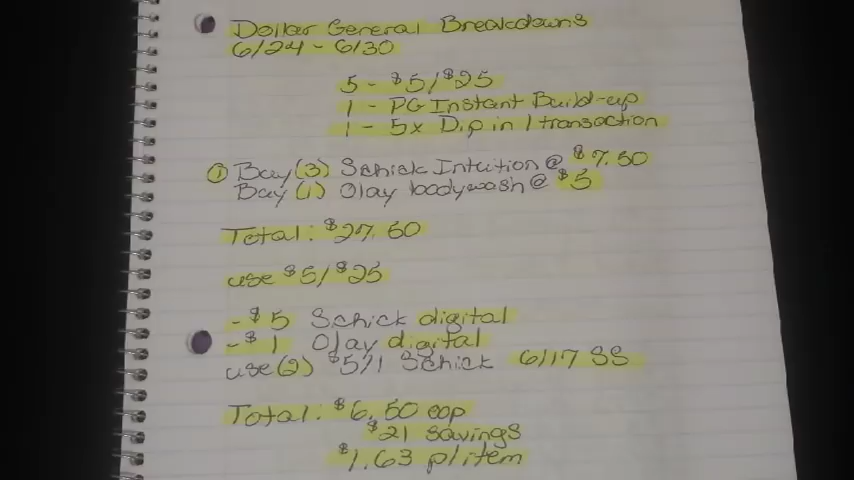 Dollar General Breakdowns
6/24 - 6/30
5 - $5/$25
1 - PG Instant Build-up
1 - 5x Dip in 1 transaction
① Buy (3) Schick Intuition @ $7.50
Buy (1) Olay bodywash @ $5
Total: $27.50
use $5/$25
-$5 Schick digital
-$1 Olay digital
use (2) $5/1 Schick 6/17 SS
Total: $6.50 oop
$21 savings
$1.63 p/item